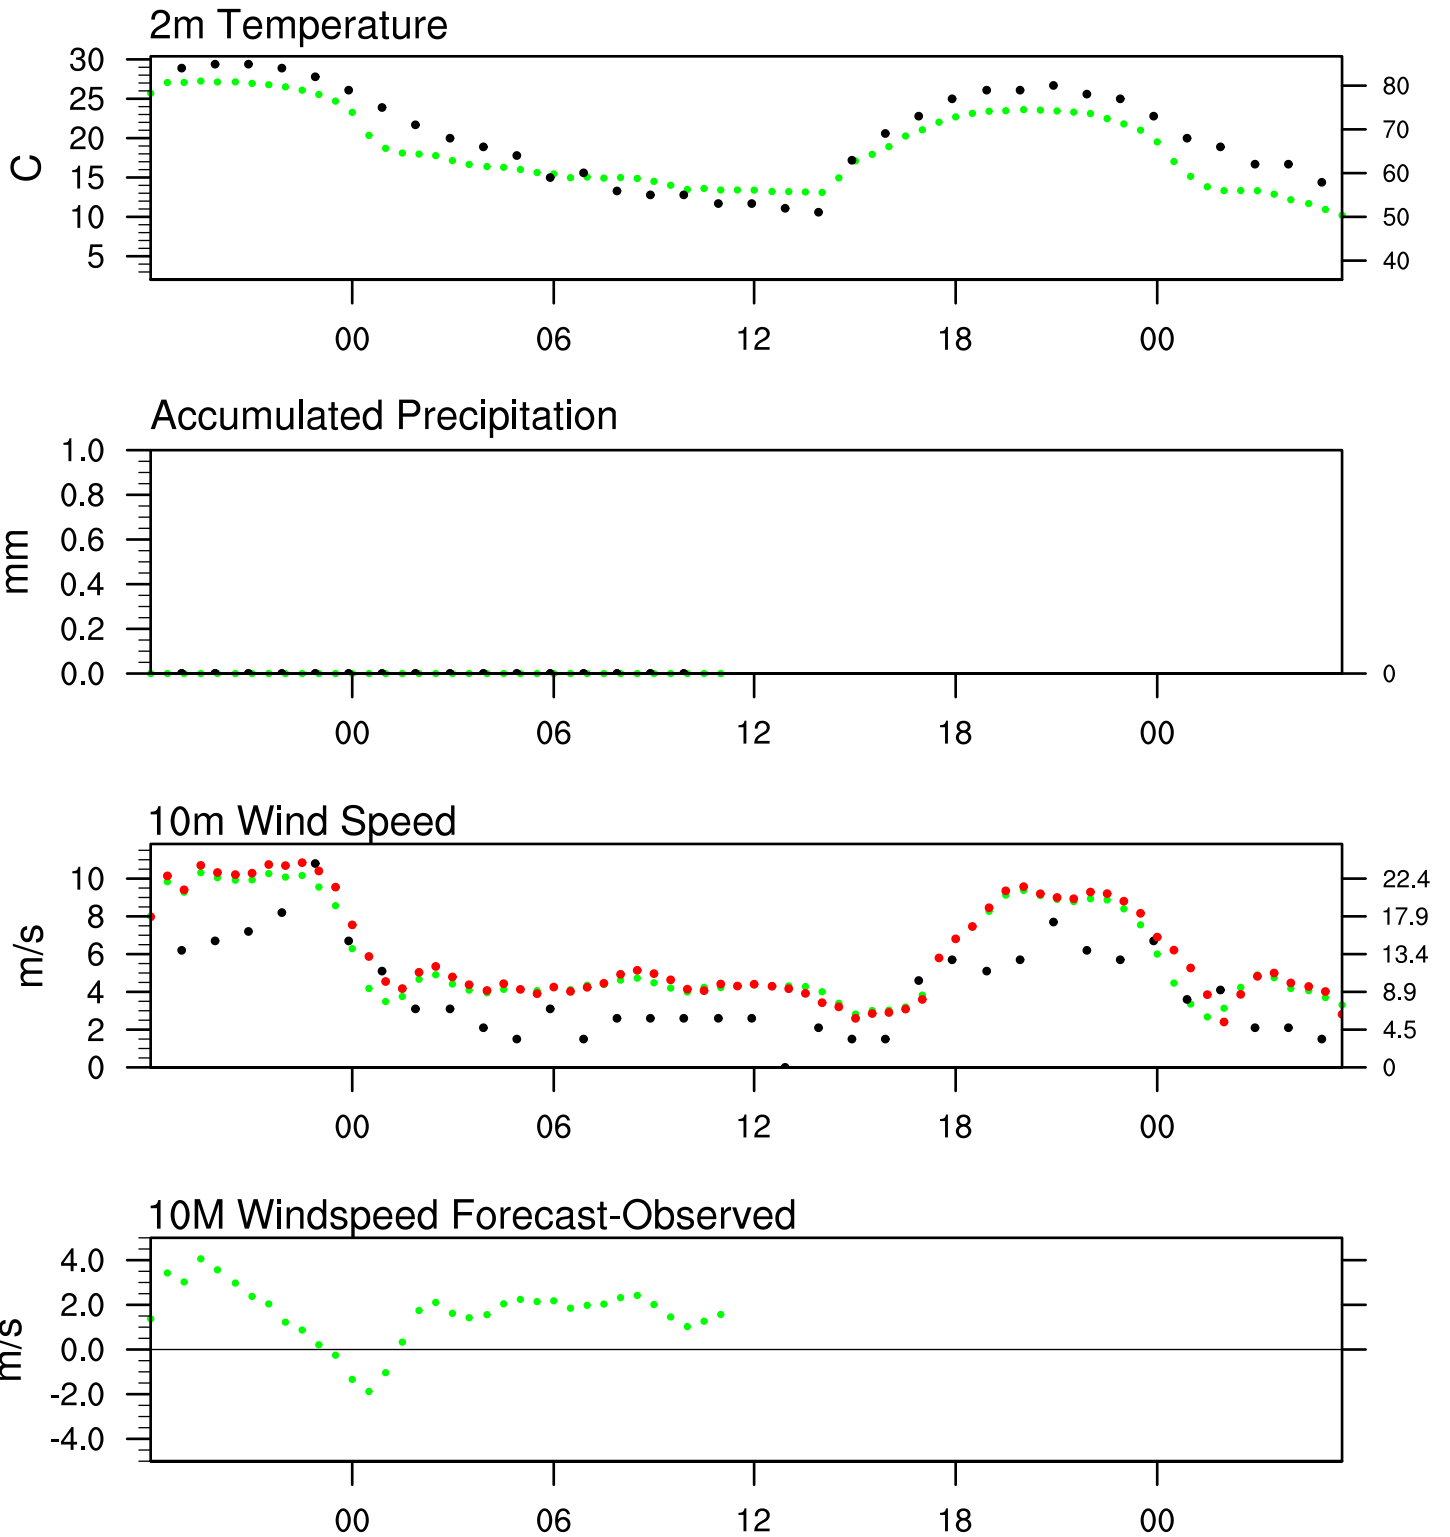 2m Temperature
30
25
20
15
10
5
C
80
70
60
50
40
00 06 12 18 00
Accumulated Precipitation
1.0
0.8
0.6
0.4
0.2
0.0
mm
0
00 06 12 18 00
10m Wind Speed
10
8
6
4
2
0
m/s
22.4
17.9
13.4
8.9
4.5
0
00 06 12 18 00
10M Windspeed Forecast-Observed
4.0
2.0
0.0
-2.0
-4.0
m/s
00 06 12 18 00